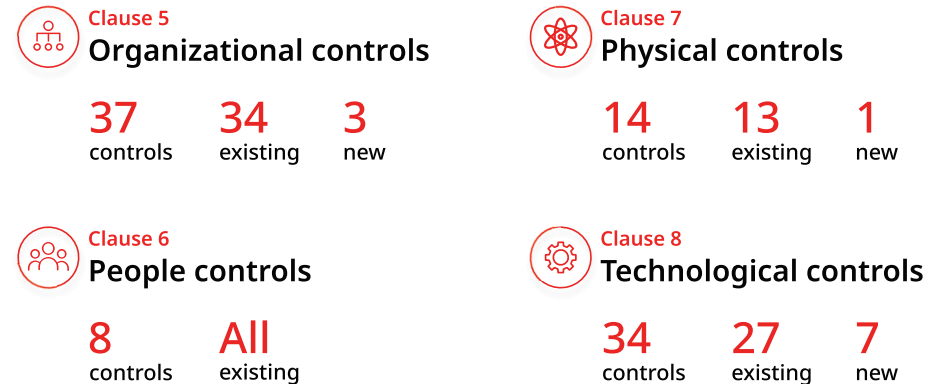 Clause 5
Organizational controls
37 34 3
controls existing new
Clause 7
Physical controls
14 13 1
controls existing new
Clause 6
People controls
8 All
controls existing
Clause 8
Technological controls
34 27 7
controls existing new